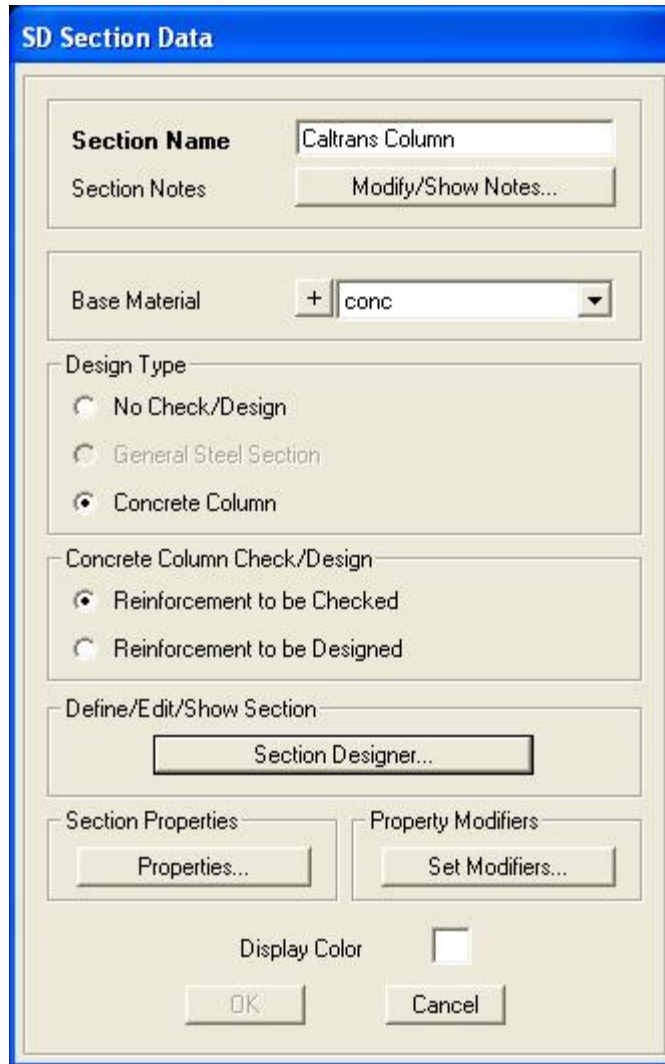 SD Section Data
Section Name Caltrans Column
Section Notes Modify/Show Notes...
Base Material + conc
Design Type
No Check/Design
General Steel Section
Concrete Column
Concrete Column Check/Design
Reinforcement to be Checked
Reinforcement to be Designed
Define/Edit/Show Section
Section Designer...
Section Properties Property Modifiers
Properties... Set Modifiers...
Display Color
OK Cancel